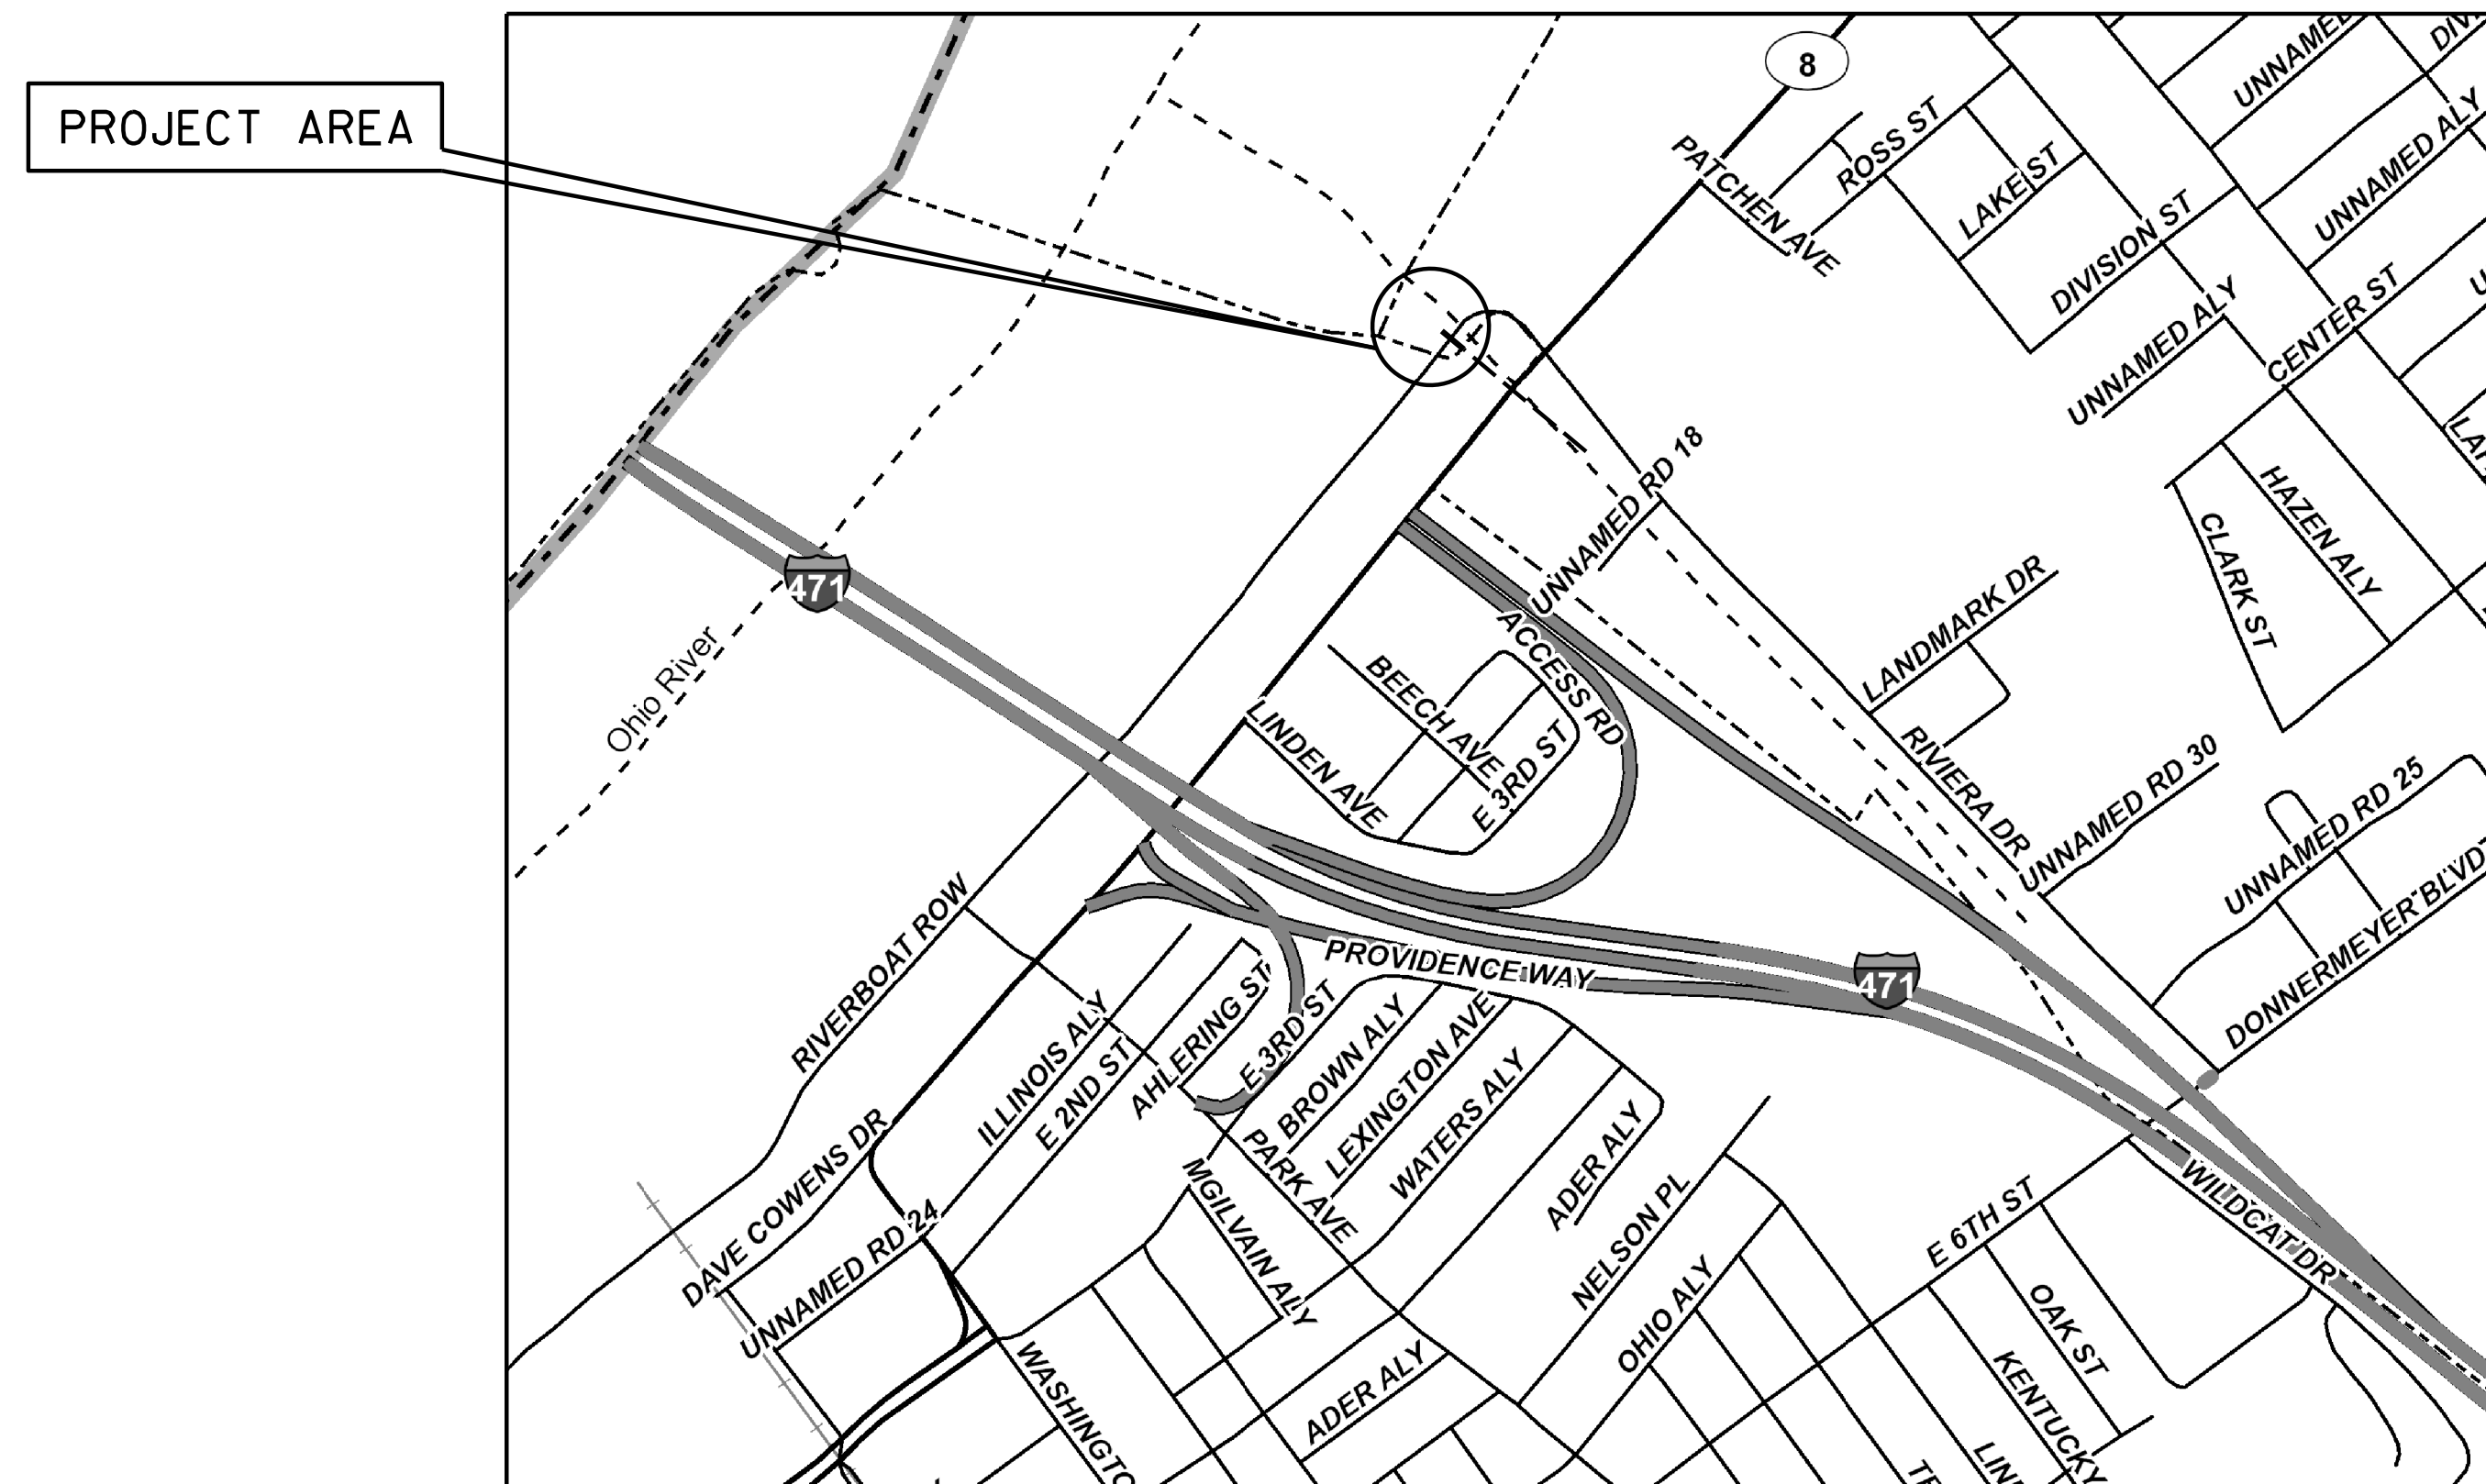 PROJECT AREA
8
UNNAMED
UNNAMED ALY
PATCHEN AVE
ROSS ST
LAKE ST
DIVISION ST
UNNAMED ALY
CENTER ST
UNNAMED RD 18
HAZEN ALY
CLARK ST
471
Ohio River
ACCESS RD
LANDMARK DR
BEECH AVE
LINDEN AVE
E 3RD ST
RIVIERA DR
UNNAMED RD 30
UNNAMED RD 25
DONNERMEYER BLVD
RIVERBOAT ROW
PROVIDENCE WAY
471
ILLINOIS ALY
E 2ND ST
AHLERING ST
E 3RD ST
BROWN ALY
LEXINGTON AVE
WATERS ALY
PARK AVE
ADER ALY
DAVE COWENS DR
UNNAMED RD 24
MGILVAIN ALY
NELSON PL
E 6TH ST
WILDCAT DR
OHIO ALY
OAK ST
KENTUCKY
ADER ALY
WASHINGTO